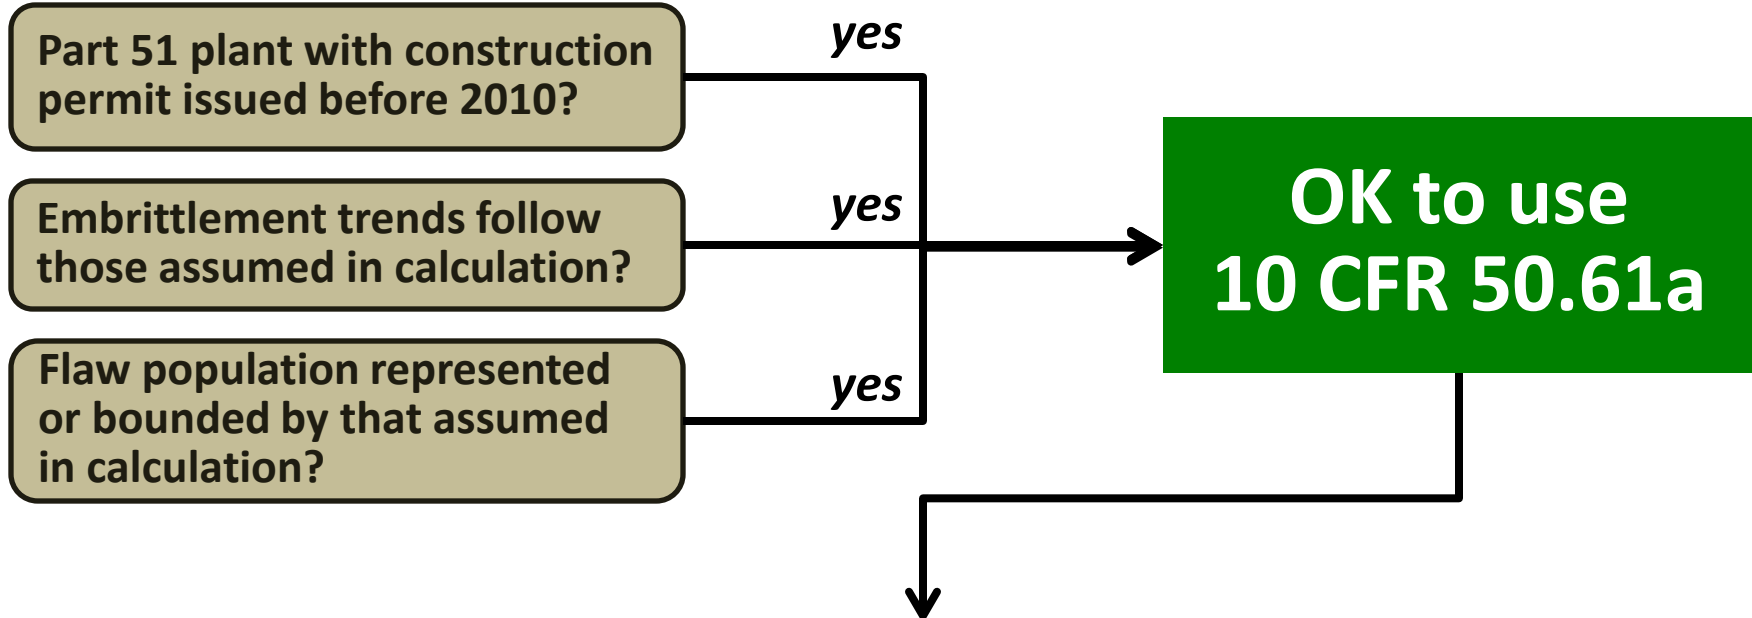 Part 51 plant with construction
permit issued before 2010?
yes
Embrittlement trends follow
those assumed in calculation?
yes
Flaw population represented
or bounded by that assumed
in calculation?
yes
OK to use
10 CFR 50.61a